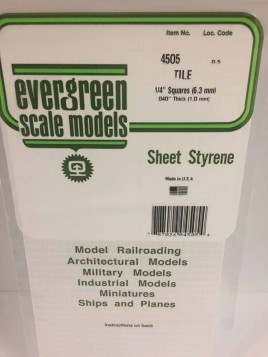 Item No. Loc. Code
4505 D-5
TILE
1/4" Squares (6.3 mm)
.040" Thick (1.0 mm)
evergreen
scale models
Sheet Styrene
Made in U.S.A
Model Railroading
Architectural Models
Military Models
Industrial Models
Miniatures
Ships and Planes
Instructions on back